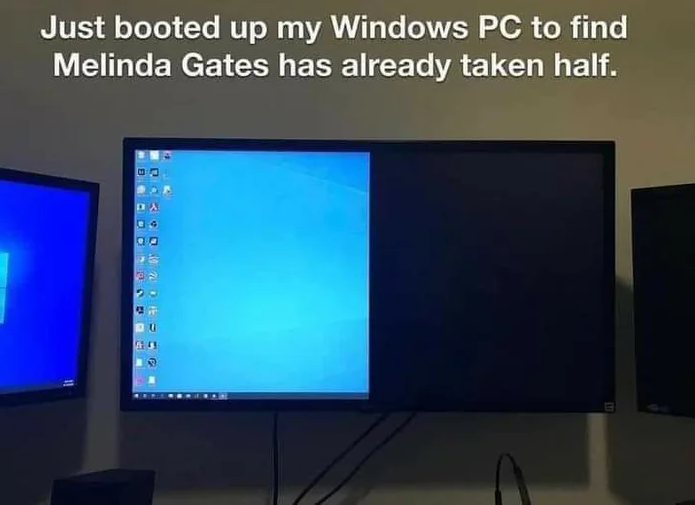 Just booted up my Windows PC to find
Melinda Gates has already taken half.